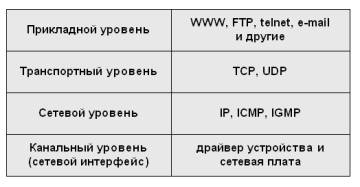 Прикладной уровень
WWW, FTP, telnet, e-mail
и другие
Транспортный уровень
TCP, UDP
Сетевой уровень
IP, ICMP, IGMP
Канальный уровень
(сетевой интерфейс)
драйвер устройства и
сетевая плата